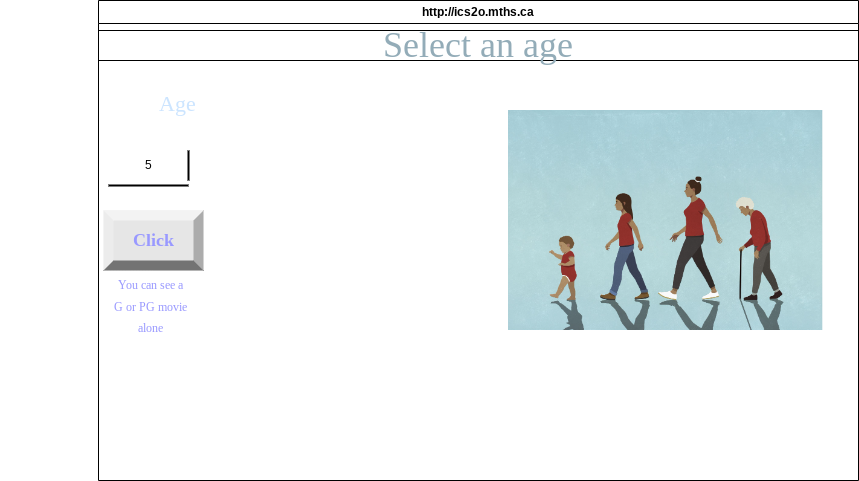 http://ics2o.mths.ca
Select an age
Age
5
Click
You can see a
G or PG movie
alone